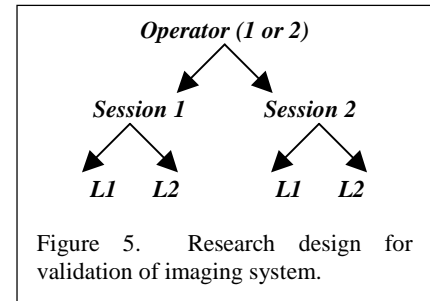 Operator (1 or 2)
Session 1 Session 2
L1 L2 L1 L2
Figure 5. Research design for
validation of imaging system.